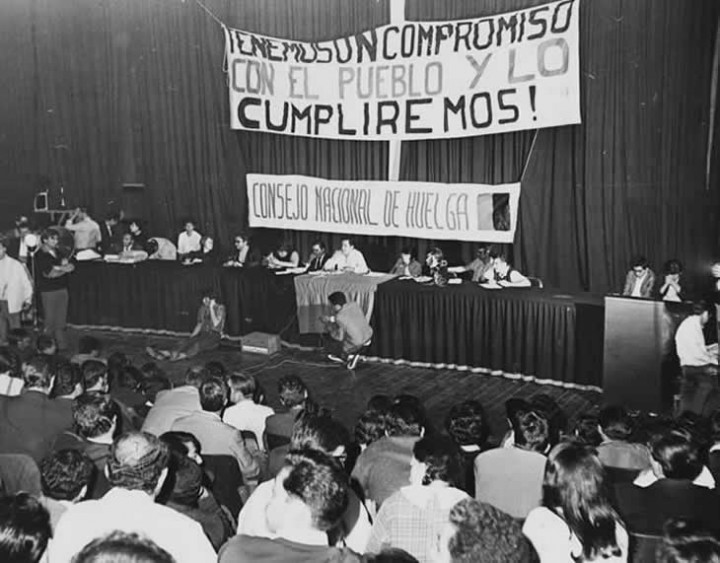 TENEMOS UN COMPROMISO
CON EL PUEBLO Y LO
CUMPLIREMOS!
CONSEJO NACIONAL DE HUELGA